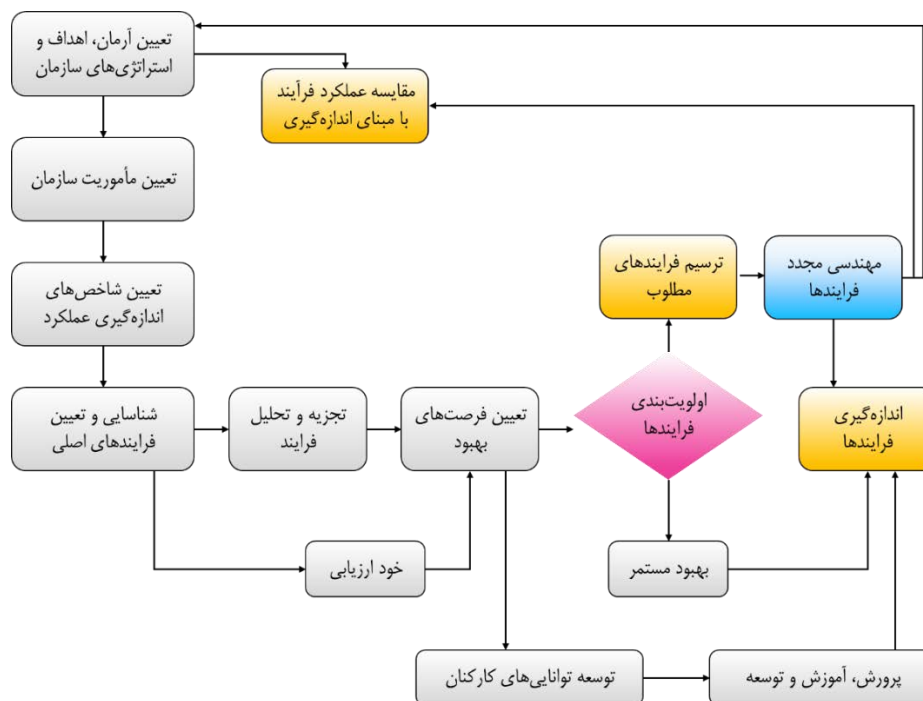 تعیین آرمان، اهداف و
استراتژی‌های سازمان
مقایسه عملکرد فرآیند
با مبنای اندازه‌گیری
تعیین مأموریت سازمان
تعیین شاخص‌های
اندازه‌گیری عملکرد
ترسیم فرایندهای
مطلوب
مهندسی مجدد
فرایندها
شناسایی و تعیین
فرایندهای اصلی
تجزیه و تحلیل
فرایند
تعیین فرصت‌های
بهبود
اولویت‌بندی
فرایندها
اندازه‌گیری
فرایندها
خود ارزیابی
بهبود مستمر
توسعه توانایی‌های کارکنان
پرورش، آموزش و توسعه